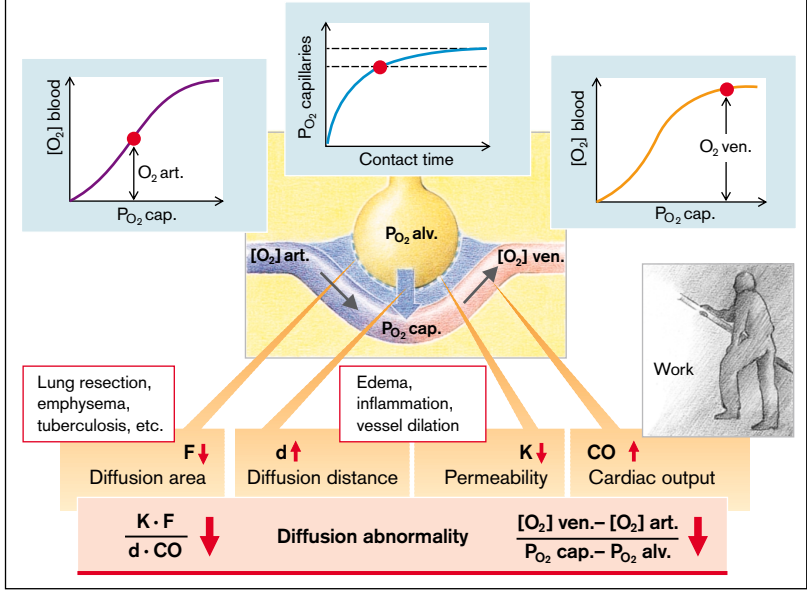 [O2] blood
O2 art.
PO2 cap.
PO2 capillaries
Contact time
[O2] blood
O2 ven.
PO2 cap.
PO2 alv.
[O2] art.
[O2] ven.
PO2 cap.
Work
Lung resection,
emphysema,
tuberculosis, etc.
Edema,
inflammation,
vessel dilation
F
Diffusion area
d
Diffusion distance
K
Permeability
CO
Cardiac output
K · F
d · CO
Diffusion abnormality
[O2] ven.– [O2] art.
PO2 cap.– PO2 alv.